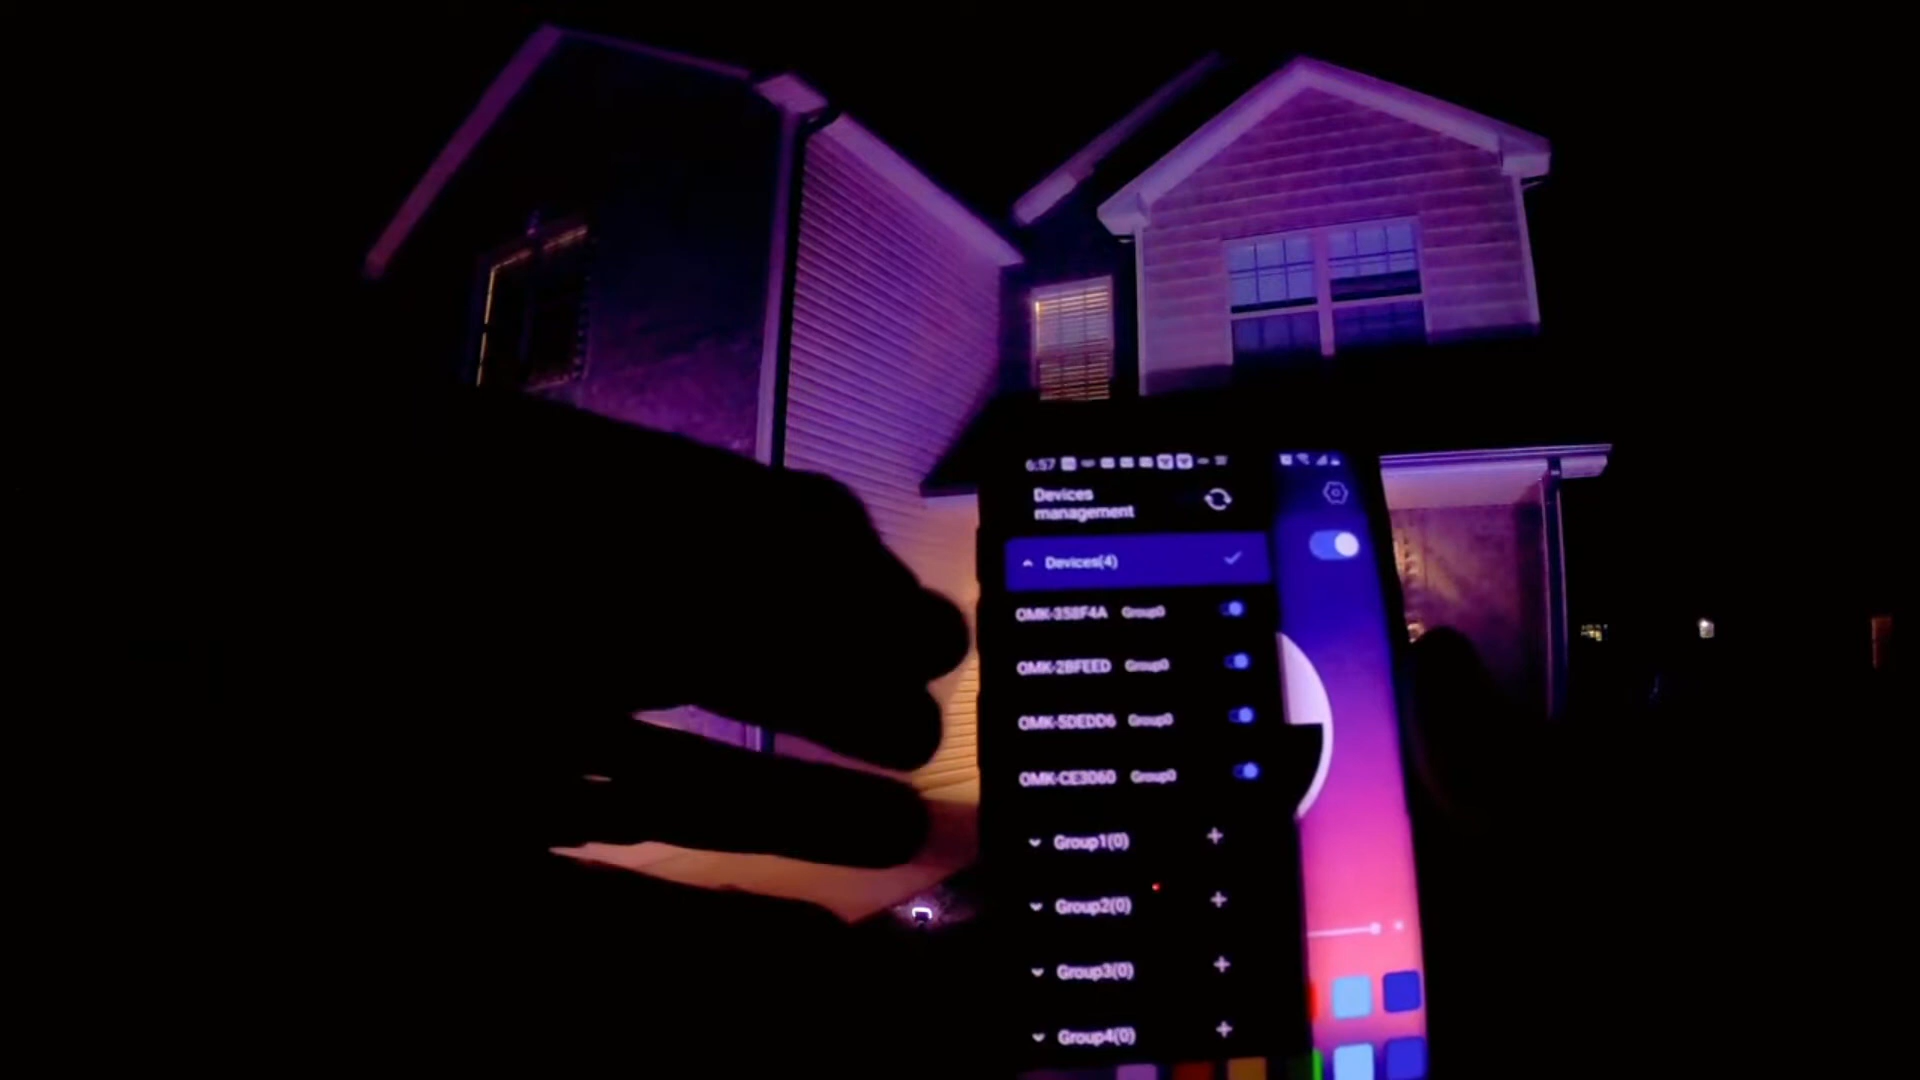 6:57
Devices
management
Devices(4)
OMK-358F4A Group0
OMK-2BFEED Group0
OMK-5DEDD6 Group0
OMK-CE3060 Group0
Group1(0)
Group2(0)
Group3(0)
Group4(0)